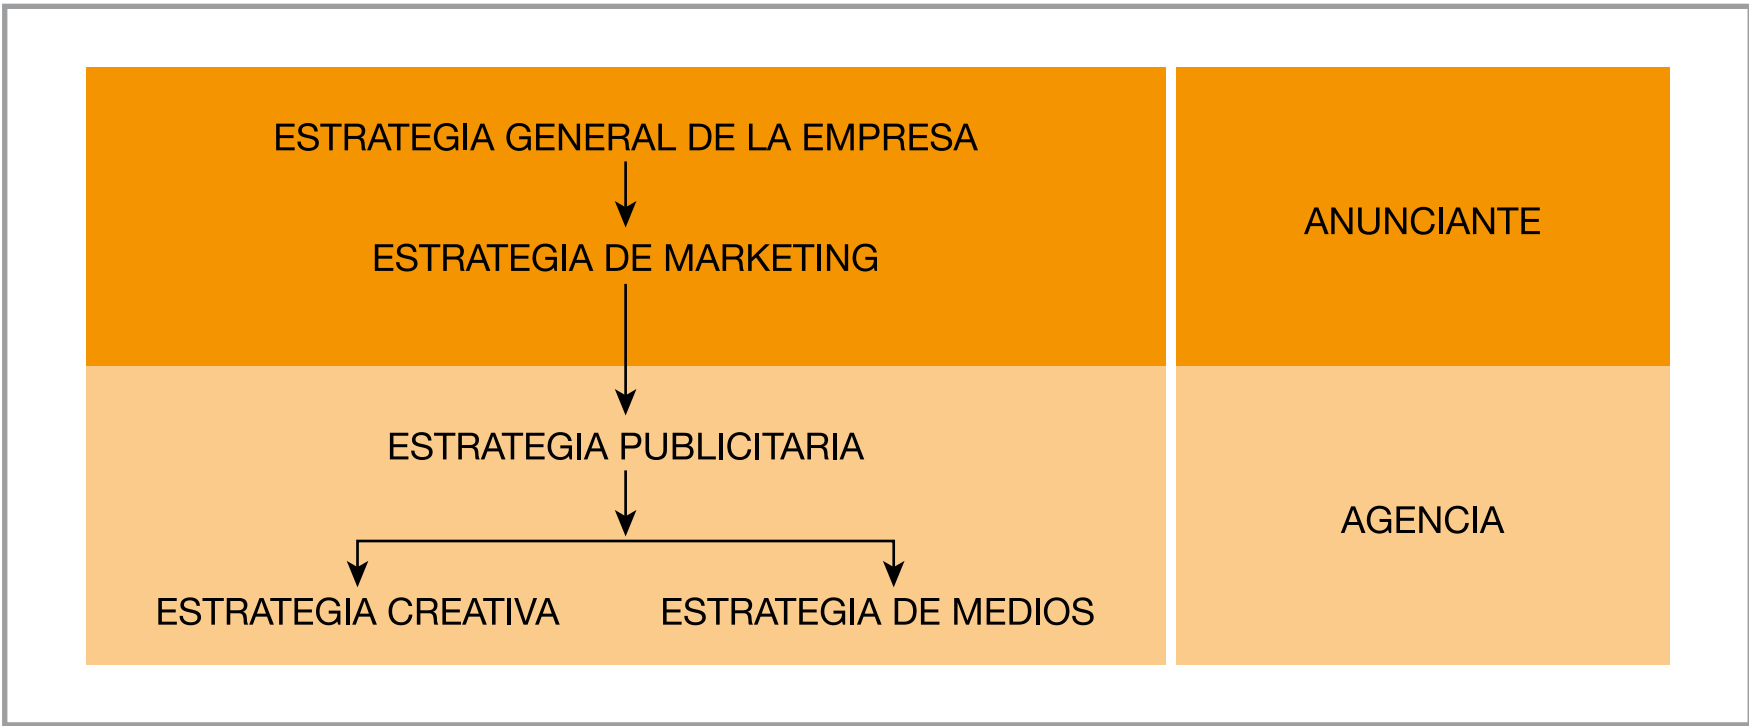 ESTRATEGIA GENERAL DE LA EMPRESA
ESTRATEGIA DE MARKETING
ANUNCIANTE
ESTRATEGIA PUBLICITARIA
ESTRATEGIA CREATIVA
ESTRATEGIA DE MEDIOS
AGENCIA